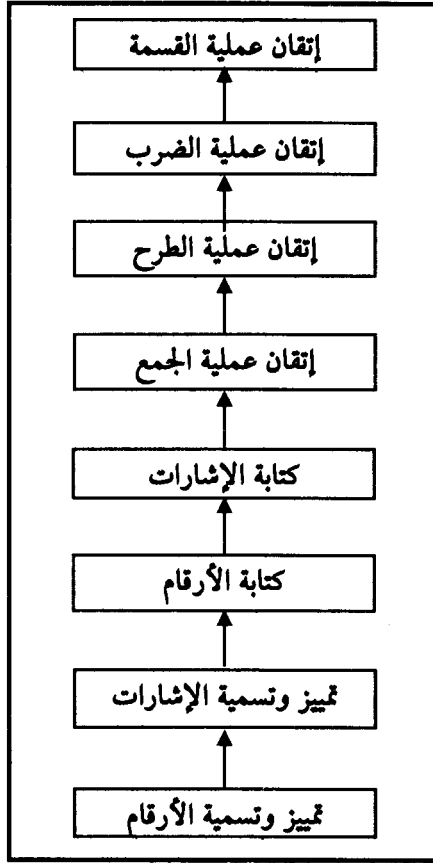 إتقان عملية القسمة
إتقان عملية الضرب
إتقان عملية الطرح
إتقان عملية الجمع
كتابة الإشارات
كتابة الأرقام
تمييز وتسمية الإشارات
تمييز وتسمية الأرقام